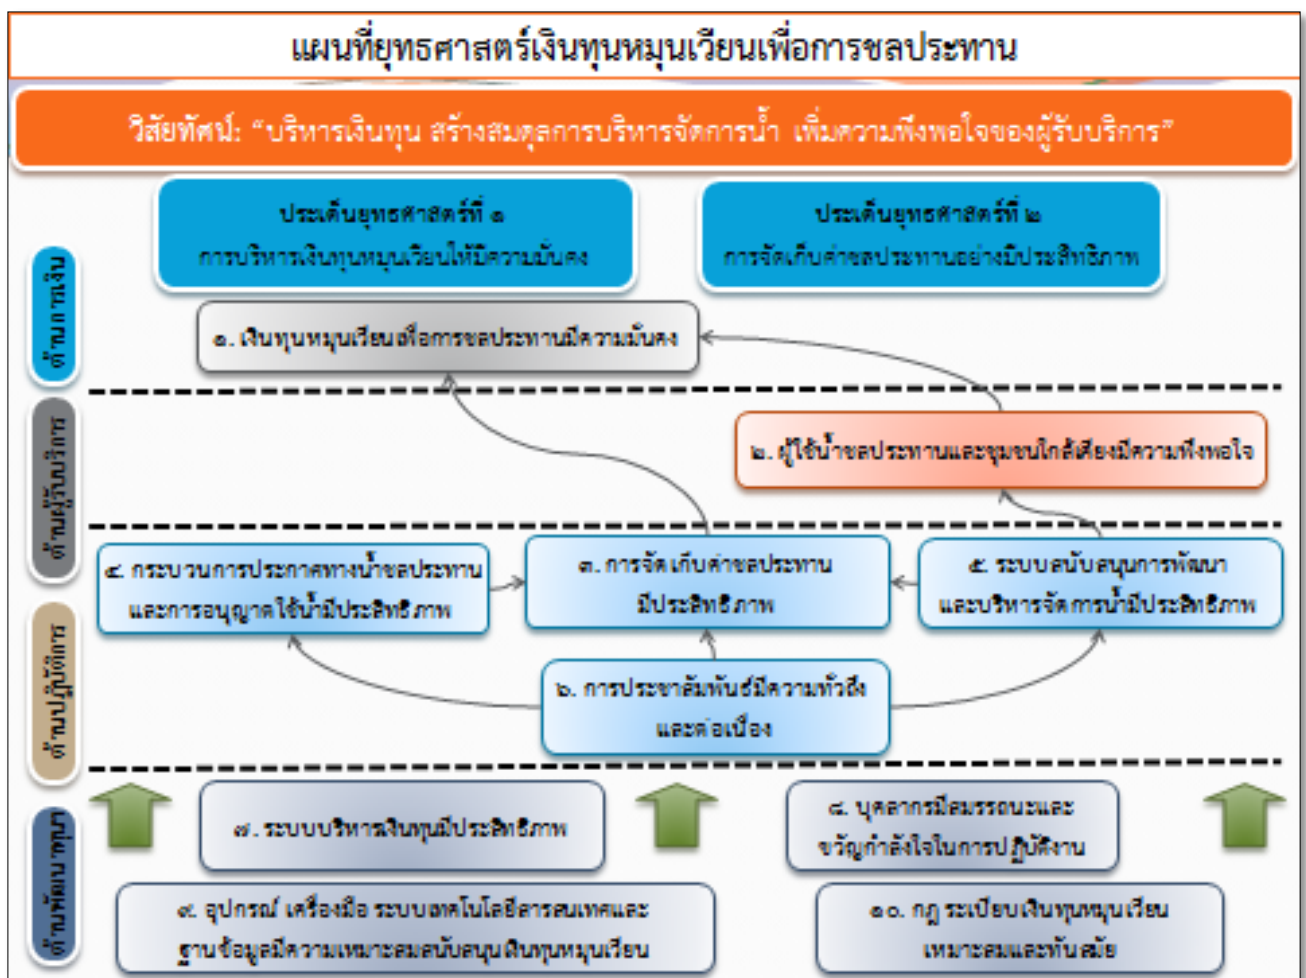 แผนที่ยุทธศาสตร์เงินทุนหมุนเวียนเพื่อการชลประทาน
วิสัยทัศน์: “บริหารเงินทุน สร้างสมดุลการบริหารจัดการน้ำ เพิ่มความพึงพอใจของผู้รับบริการ”
ประเด็นยุทธศาสตร์ที่ ๑
การบริหารเงินทุนหมุนเวียนให้มีความมั่นคง
ประเด็นยุทธศาสตร์ที่ ๒
การจัดเก็บค่าชลประทานอย่างมีประสิทธิภาพ
ด้านการเงิน
๑. เงินทุนหมุนเวียนเพื่อการชลประทานมีความมั่นคง
ด้านผู้รับบริการ
๒. ผู้ใช้น้ำชลประทานและชุมชนใกล้เคียงมีความพึงพอใจ
ด้านปฏิบัติการ
๔. กระบวนการประกาศทางน้ำชลประทาน
และการอนุญาตใช้น้ำมีประสิทธิภาพ
๓. การจัดเก็บค่าชลประทาน
มีประสิทธิภาพ
๕. ระบบสนับสนุนการพัฒนา
และบริหารจัดการน้ำมีประสิทธิภาพ
๖. การประชาสัมพันธ์มีความทั่วถึง
และต่อเนื่อง
ด้านพัฒนาทุนฯ
๗. ระบบบริหารเงินทุนมีประสิทธิภาพ
๘. บุคลากรมีสมรรถนะและ
ขวัญกำลังใจในการปฏิบัติงาน
๙. อุปกรณ์ เครื่องมือ ระบบเทคโนโลยีสารสนเทศและ
ฐานข้อมูลมีความเหมาะสมสนับสนุนเงินทุนหมุนเวียน
๑๐. กฎ ระเบียบเงินทุนหมุนเวียน
เหมาะสมและทันสมัย